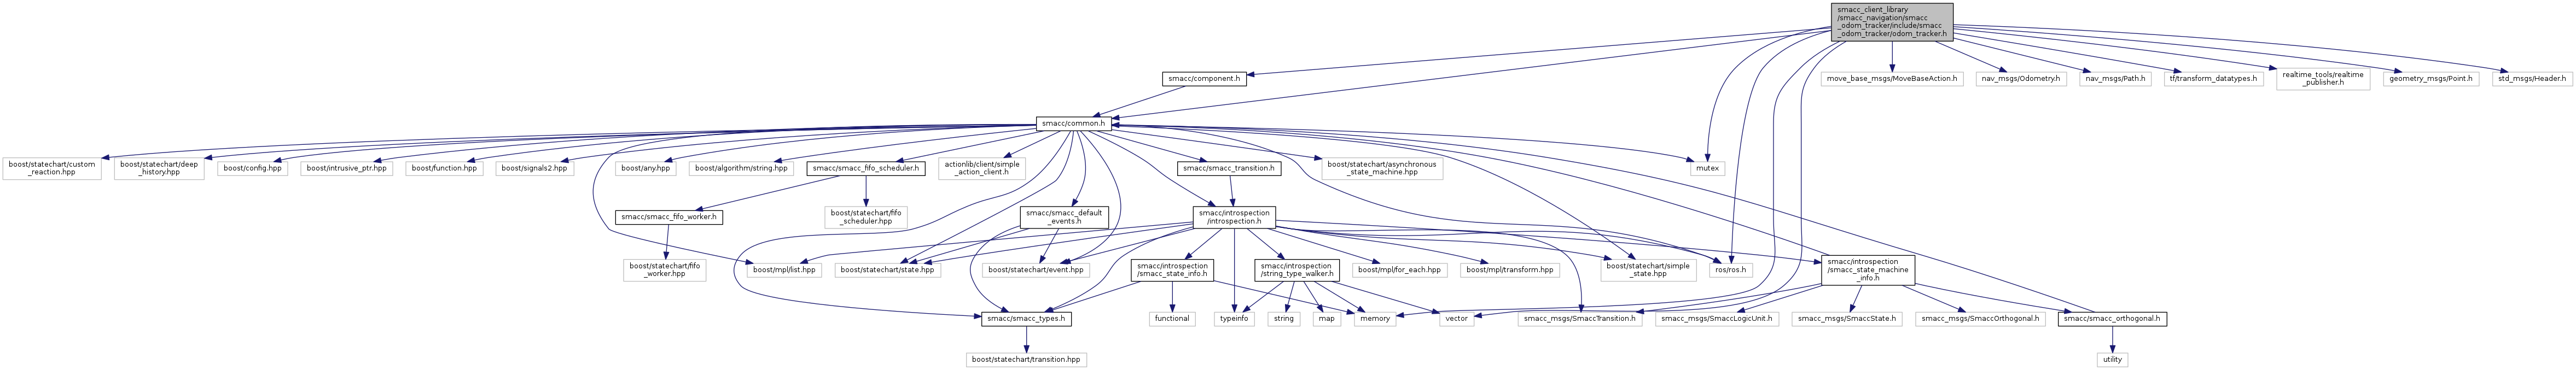 smacc_client_library
/smacc_navigation/smacc
_odom_tracker/include/smacc
_odom_tracker/odom_tracker.h
smacc/component.h
move_base_msgs/MoveBaseAction.h
nav_msgs/Odometry.h
nav_msgs/Path.h
tf/transform_datatypes.h
realtime_tools/realtime
_publisher.h
geometry_msgs/Point.h
std_msgs/Header.h
smacc/common.h
boost/statechart/custom
_reaction.hpp
boost/statechart/deep
_history.hpp
boost/config.hpp
boost/intrusive_ptr.hpp
boost/function.hpp
boost/signals2.hpp
boost/any.hpp
boost/algorithm/string.hpp
smacc/smacc_fifo_scheduler.h
actionlib/client/simple
_action_client.h
smacc/smacc_transition.h
boost/statechart/asynchronous
_state_machine.hpp
mutex
smacc/smacc_fifo_worker.h
boost/statechart/fifo
_scheduler.hpp
smacc/smacc_default
_events.h
smacc/introspection
/introspection.h
boost/statechart/fifo
_worker.hpp
boost/mpl/list.hpp
boost/statechart/state.hpp
boost/statechart/event.hpp
smacc/introspection
/smacc_state_info.h
smacc/introspection
/string_type_walker.h
boost/mpl/for_each.hpp
boost/mpl/transform.hpp
boost/statechart/simple
_state.hpp
ros/ros.h
smacc/introspection
/smacc_state_machine
_info.h
smacc/smacc_types.h
functional
typeinfo
string
map
memory
vector
smacc_msgs/SmaccTransition.h
smacc_msgs/SmaccLogicUnit.h
smacc_msgs/SmaccState.h
smacc_msgs/SmaccOrthogonal.h
smacc/smacc_orthogonal.h
boost/statechart/transition.hpp
utility